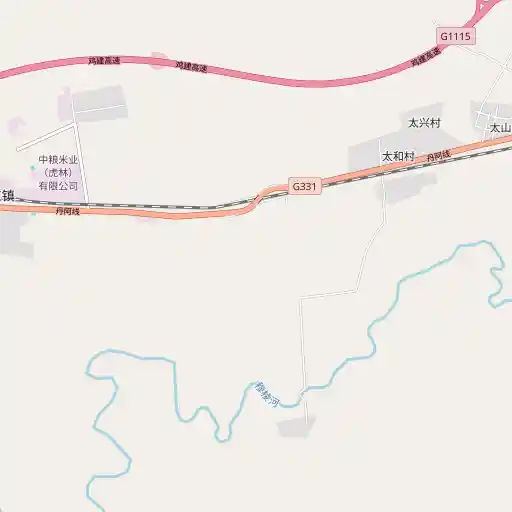 G1115
鸡建高速
鸡建高速
鸡建高速
太兴村
太山
中粮米业
（虎林）
有限公司
太和村
丹阿线
G331
镇
丹阿线
穆棱河